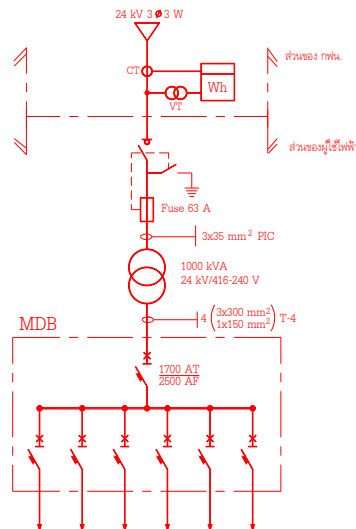 24 kV 3 ø 3 W
CT
Wh
VT
ส่วนของ กฟน.
ส่วนของผู้ใช้ไฟฟ้า
Fuse 63 A
3x35 mm² PIC
1000 kVA
24 kV/416-240 V
4 (3x300 mm²
1x150 mm²) T-4
MDB
1700 AT
2500 AF